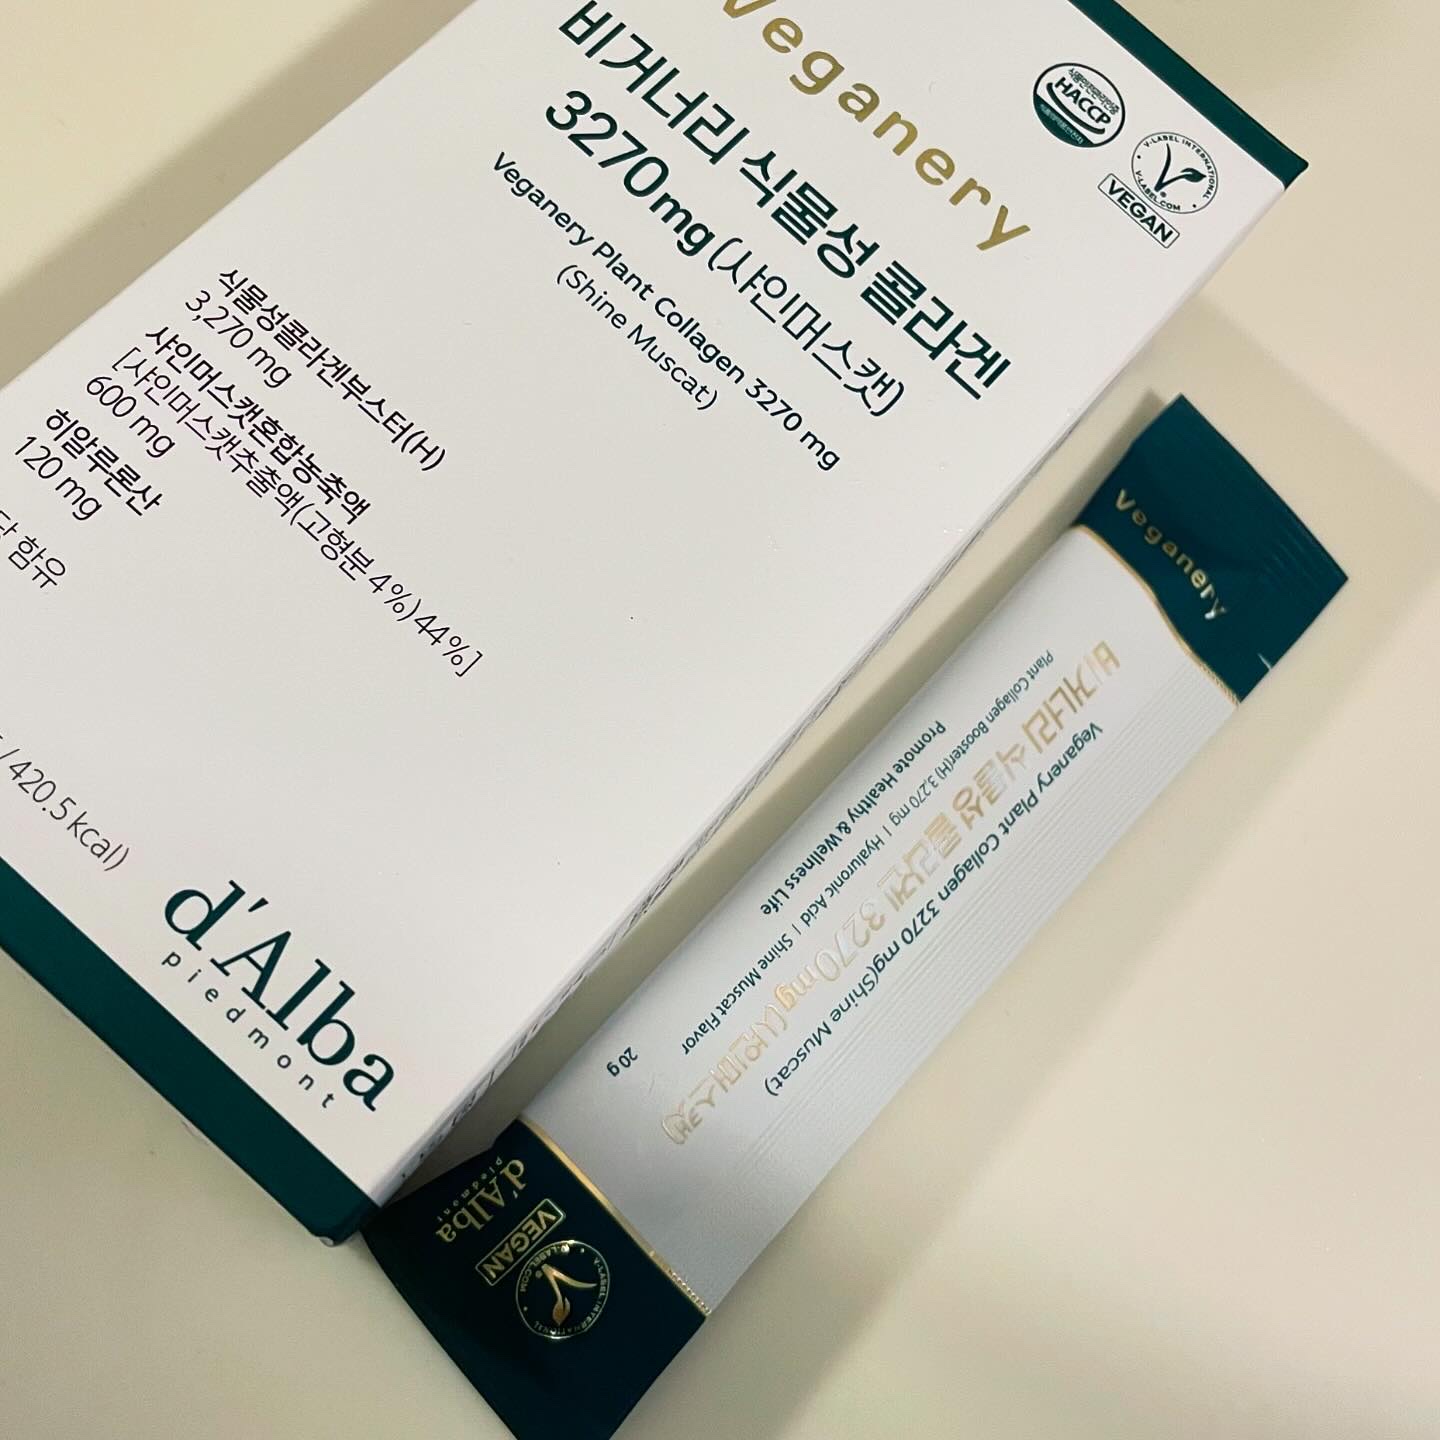 veganery
비거너리 식물성 콜라겐
3270mg (샤인머스캣)
Veganery Plant Collagen 3270 mg
(Shine Muscat)
HACCP
V-LABEL INTERNATIONAL
V-LABEL.COM
VEGAN
식물성콜라겐부스터(H)
3,270 mg
샤인머스캣혼합농축액
[샤인머스캣추출액(고형분 4%)44%]
600 mg
히알루론산
120 mg
함유
/ 420.5 kcal)
d'Alba
piedmont
veganery
비거너리 식물성 콜라겐 3270mg (샤인머스캣)
Veganery Plant Collagen 3270 mg(Shine Muscat)
Plant Collagen Booster(H) 3,270 mg | Hyaluronic Acid | Shine Muscat Flavor
Promote Healthy & Wellness Life
20 g
d'Alba
piedmont
VEGAN
V-LABEL INTERNATIONAL
V-LABEL.COM